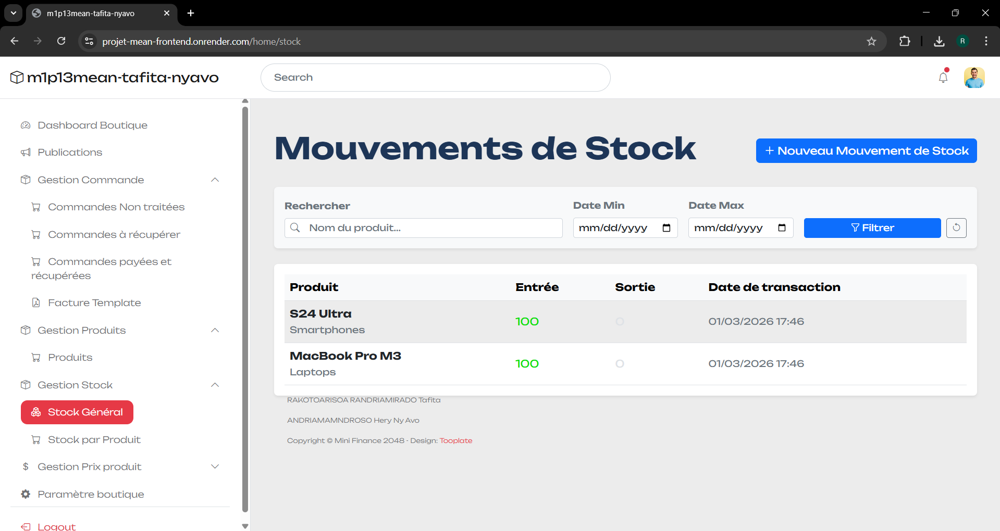 m1p13mean-tafita-nyavo
projet-mean-frontend.onrender.com/home/stock
R
m1p13mean-tafita-nyavo
Search
Dashboard Boutique
Publications
Gestion Commande
Commandes Non traitées
Commandes à récupérer
Commandes payées et
récupérées
Facture Template
Gestion Produits
Produits
Gestion Stock
Stock Général
Stock par Produit
$ Gestion Prix produit
Paramètre boutique
Logout
Mouvements de Stock
+ Nouveau Mouvement de Stock
Rechercher
Date Min
Date Max
Nom du produit...
mm/dd/yyyy
mm/dd/yyyy
Filtrer
Produit Entrée Sortie Date de transaction
S24 Ultra
Smartphones
100 0 01/03/2026 17:46
MacBook Pro M3
Laptops
100 0 01/03/2026 17:46
RAKOTOARISOA RANDRIAMIRADO Tafita
ANDRIAMAMNDROSO Hery Ny Avo
Copyright © Mini Finance 2048 - Design: Tooplate